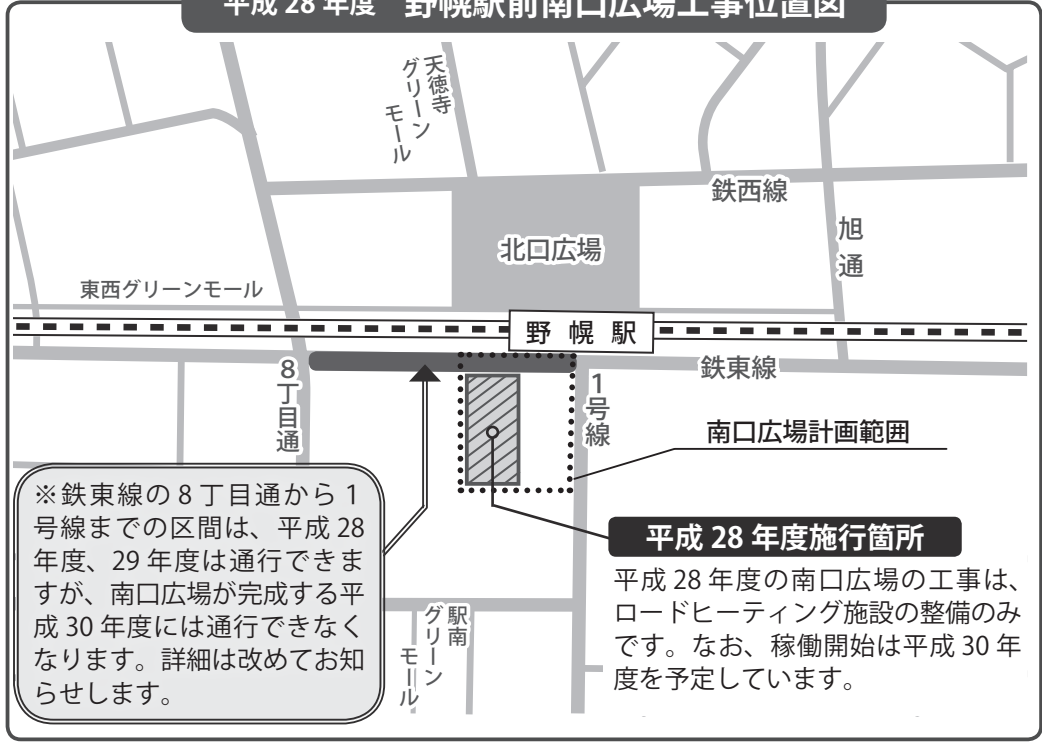 平成 28 年度　野幌駅前南口広場工事位置図
天徳寺
グリーンモール
鉄西線
旭通
北口広場
東西グリーンモール
野幌駅
8丁目通
1号線
鉄東線
南口広場計画範囲
※鉄東線の 8 丁目通から 1
号線までの区間は、平成 28
年度、29 年度は通行できま
すが、南口広場が完成する平
成 30 年度には通行できなく
なります。詳細は改めてお知
らせします。
平成 28 年度施行箇所
平成 28 年度の南口広場の工事は、
ロードヒーティング施設の整備のみ
です。なお、稼働開始は平成 30 年
度を予定しています。
駅南
グリーンモール